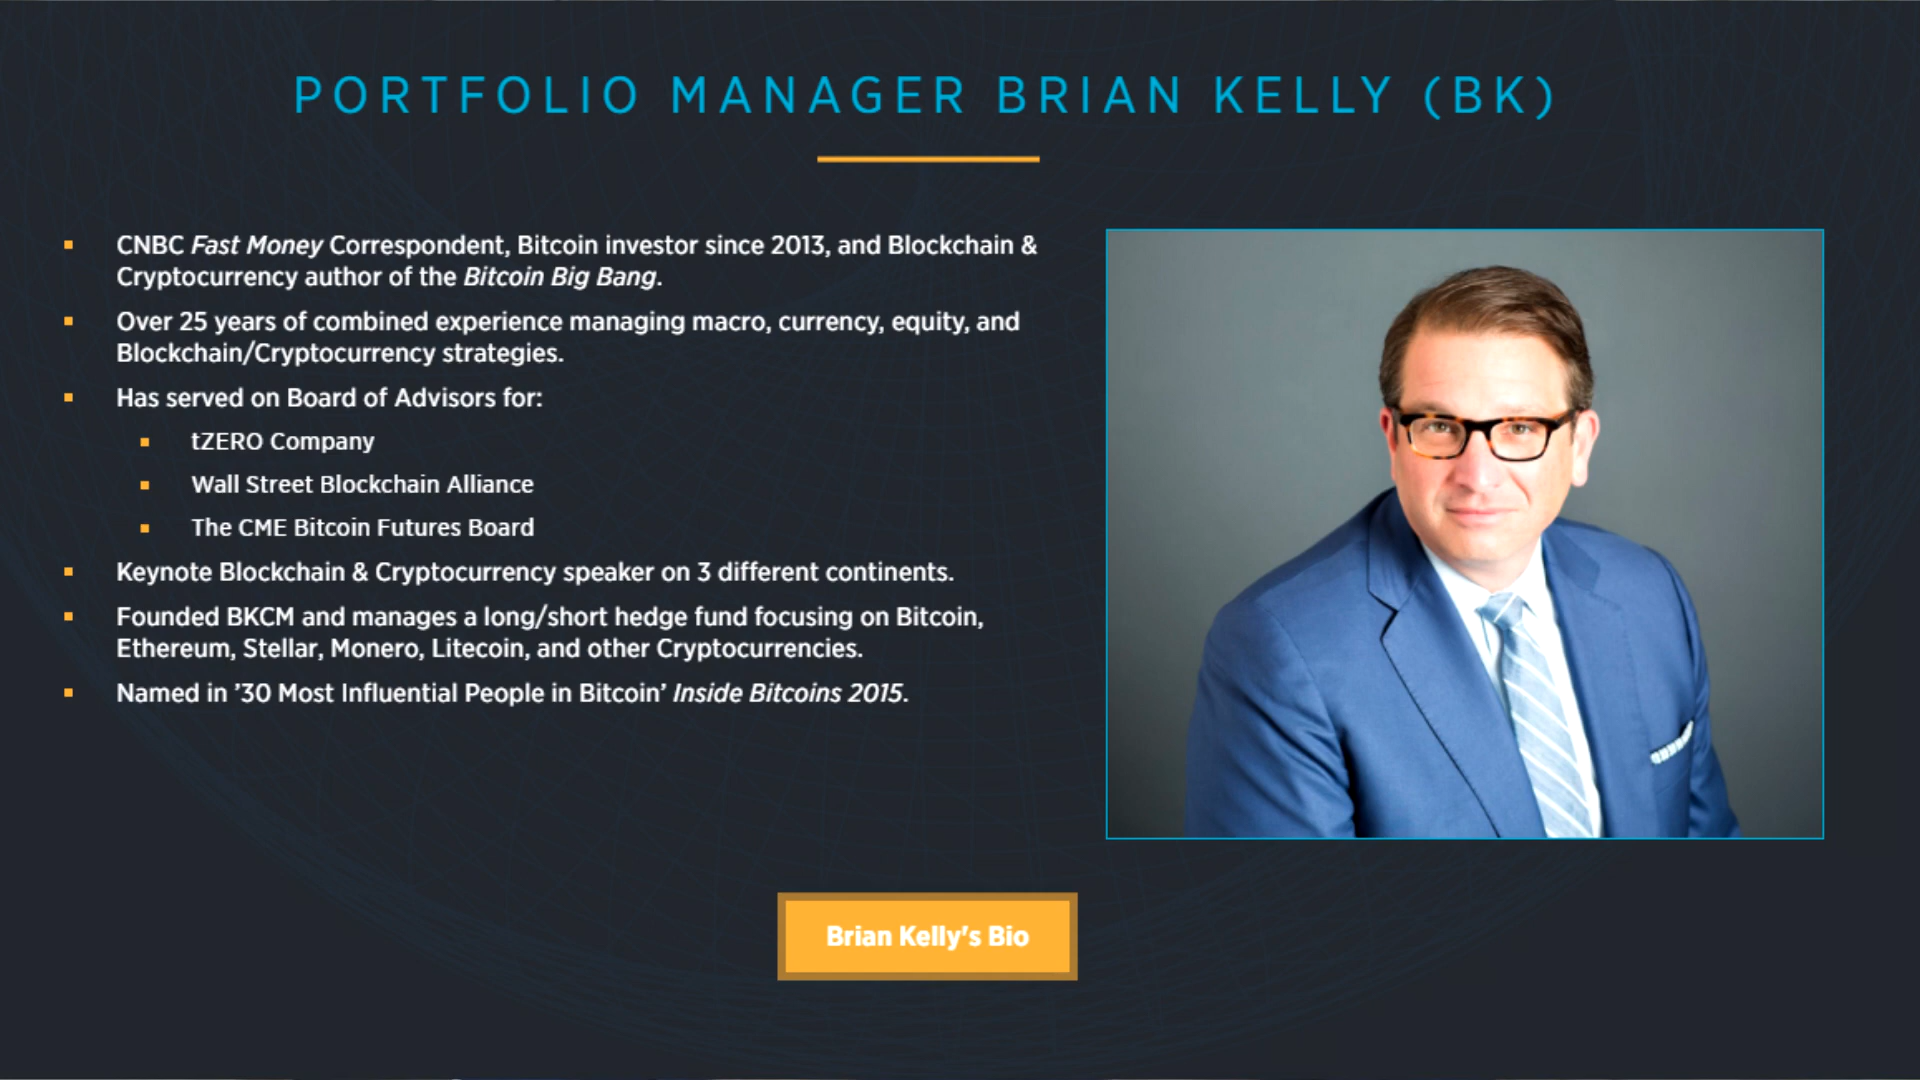 PORTFOLIO MANAGER BRIAN KELLY (BK)
CNBC Fast Money Correspondent, Bitcoin investor since 2013, and Blockchain &
Cryptocurrency author of the Bitcoin Big Bang.
Over 25 years of combined experience managing macro, currency, equity, and
Blockchain/Cryptocurrency strategies.
Has served on Board of Advisors for:
tZERO Company
Wall Street Blockchain Alliance
The CME Bitcoin Futures Board
Keynote Blockchain & Cryptocurrency speaker on 3 different continents.
Founded BKCM and manages a long/short hedge fund focusing on Bitcoin,
Ethereum, Stellar, Monero, Litecoin, and other Cryptocurrencies.
Named in ’30 Most Influential People in Bitcoin’ Inside Bitcoins 2015.
Brian Kelly's Bio